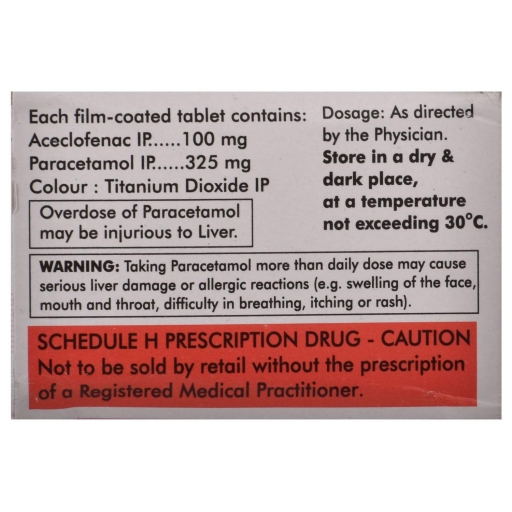 Each film-coated tablet contains:
Aceclofenac IP......100 mg
Paracetamol IP......325 mg
Colour : Titanium Dioxide IP
Overdose of Paracetamol
may be injurious to Liver.
Dosage: As directed
by the Physician.
Store in a dry &
dark place,
at a temperature
not exceeding 30°C.
WARNING: Taking Paracetamol more than daily dose may cause
serious liver damage or allergic reactions (e.g. swelling of the face,
mouth and throat, difficulty in breathing, itching or rash).
SCHEDULE H PRESCRIPTION DRUG - CAUTION
Not to be sold by retail without the prescription
of a Registered Medical Practitioner.